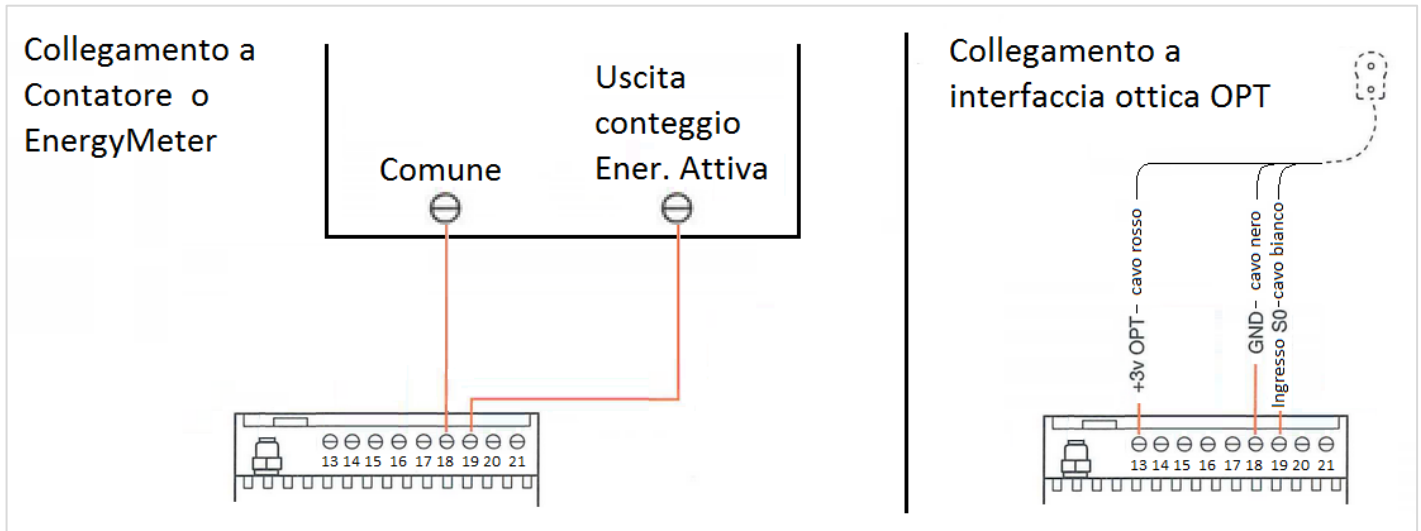 Collegamento a
Contatore o
EnergyMeter
Comune
Uscita
conteggio
Ener. Attiva
13 14 15 16 17 18 19 20 21
Collegamento a
interfaccia ottica OPT
+3v OPT- cavo rosso
GND- cavo nero
Ingresso S0-cavo bianco
13 14 15 16 17 18 19 20 21